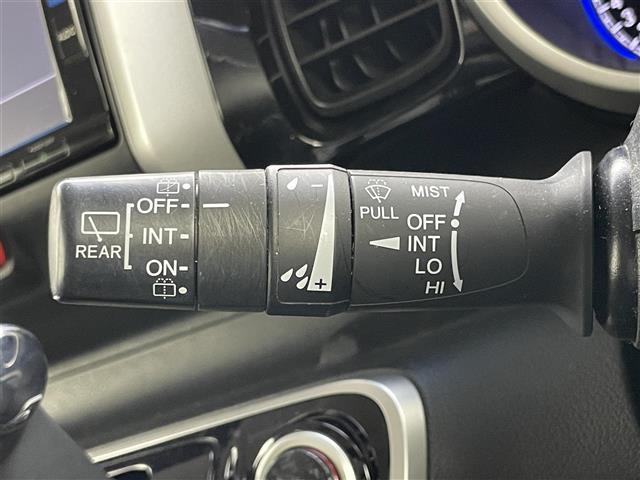 OFF
INT
ON
REAR
-
+
PULL
MIST
OFF
INT
LO
HI